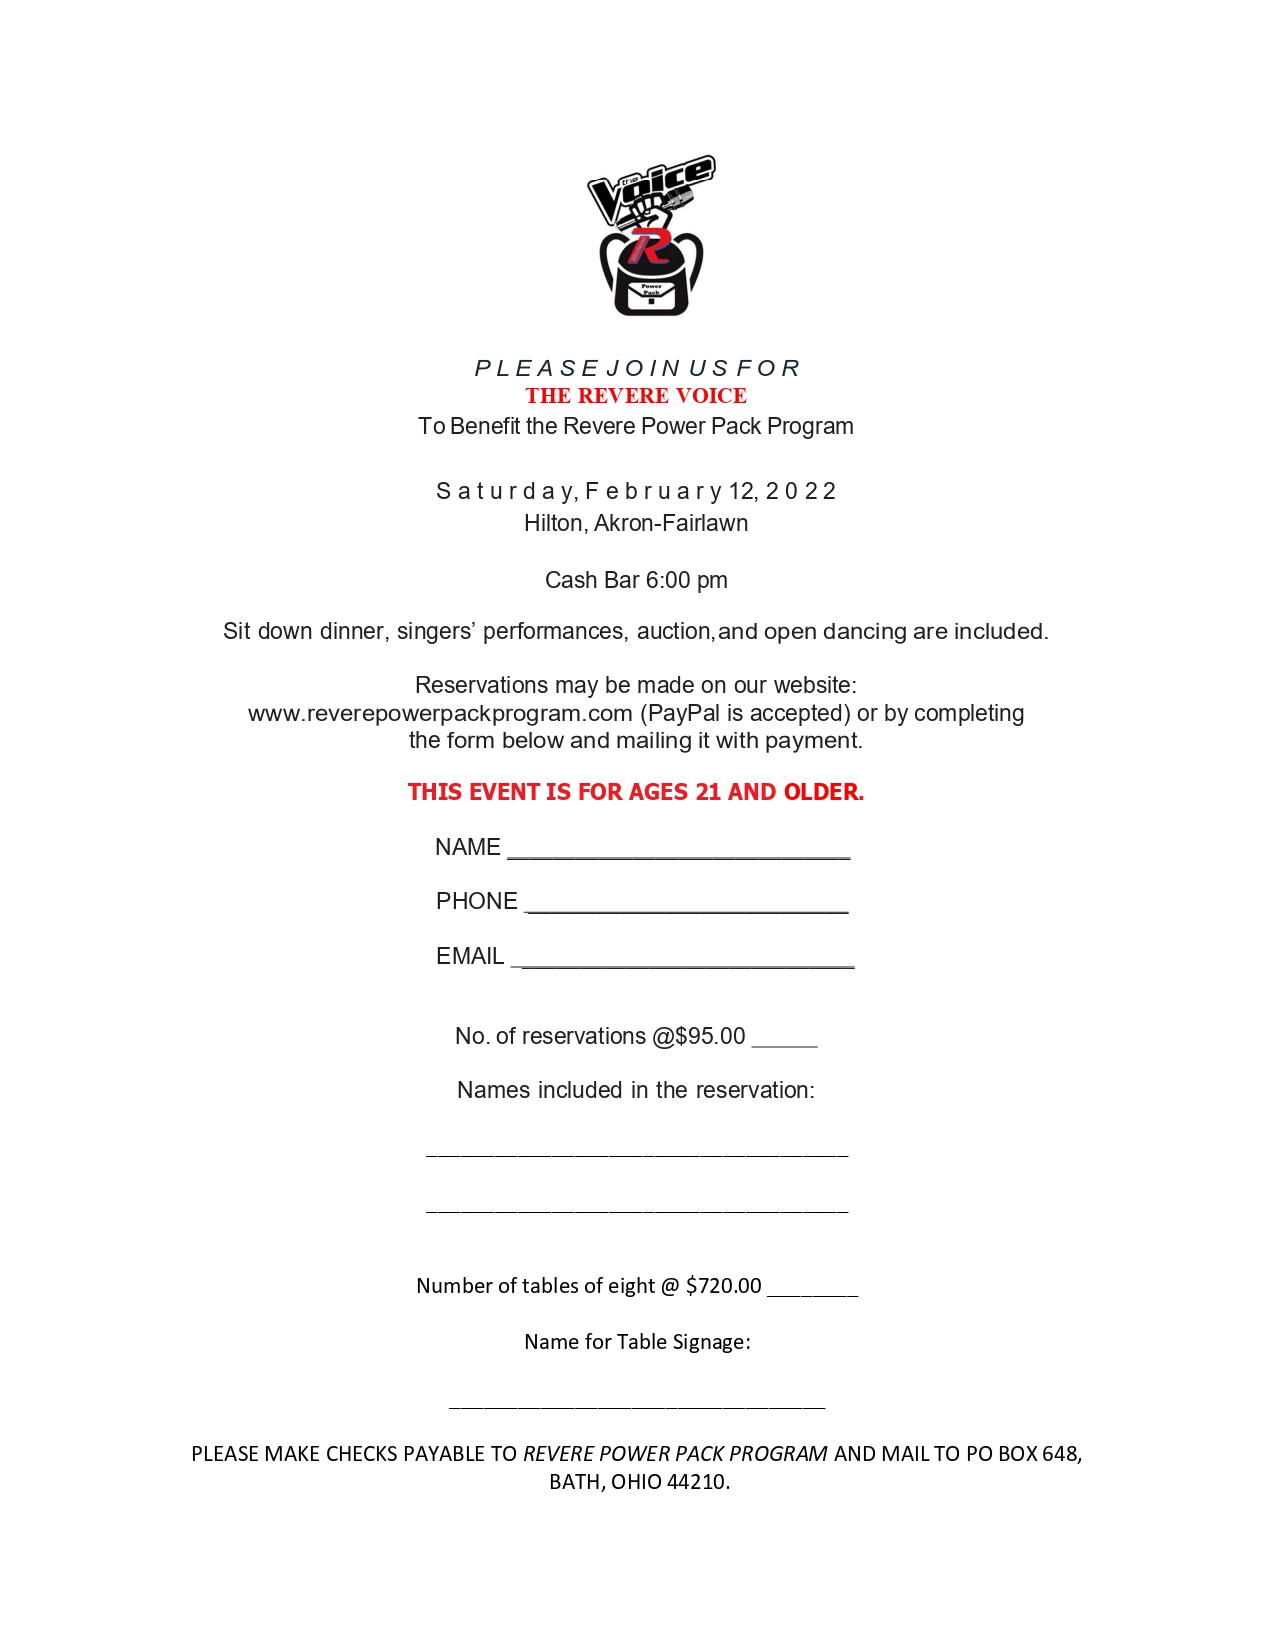 the
Voice
R
Power
Pack
PLEASE JOIN US FOR
THE REVERE VOICE
To Benefit the Revere Power Pack Program
Saturday, February 12, 2022
Hilton, Akron-Fairlawn
Cash Bar 6:00 pm
Sit down dinner, singers’ performances, auction,and open dancing are included.
Reservations may be made on our website:
www.reverepowerpackprogram.com (PayPal is accepted) or by completing
the form below and mailing it with payment.
THIS EVENT IS FOR AGES 21 AND OLDER.
NAME ____________________________
PHONE ___________________________
EMAIL ____________________________
No. of reservations @$95.00 _____
Names included in the reservation:
_____________________________________
_____________________________________
Number of tables of eight @ $720.00 ________
Name for Table Signage:
_________________________________
PLEASE MAKE CHECKS PAYABLE TO REVERE POWER PACK PROGRAM AND MAIL TO PO BOX 648,
BATH, OHIO 44210.